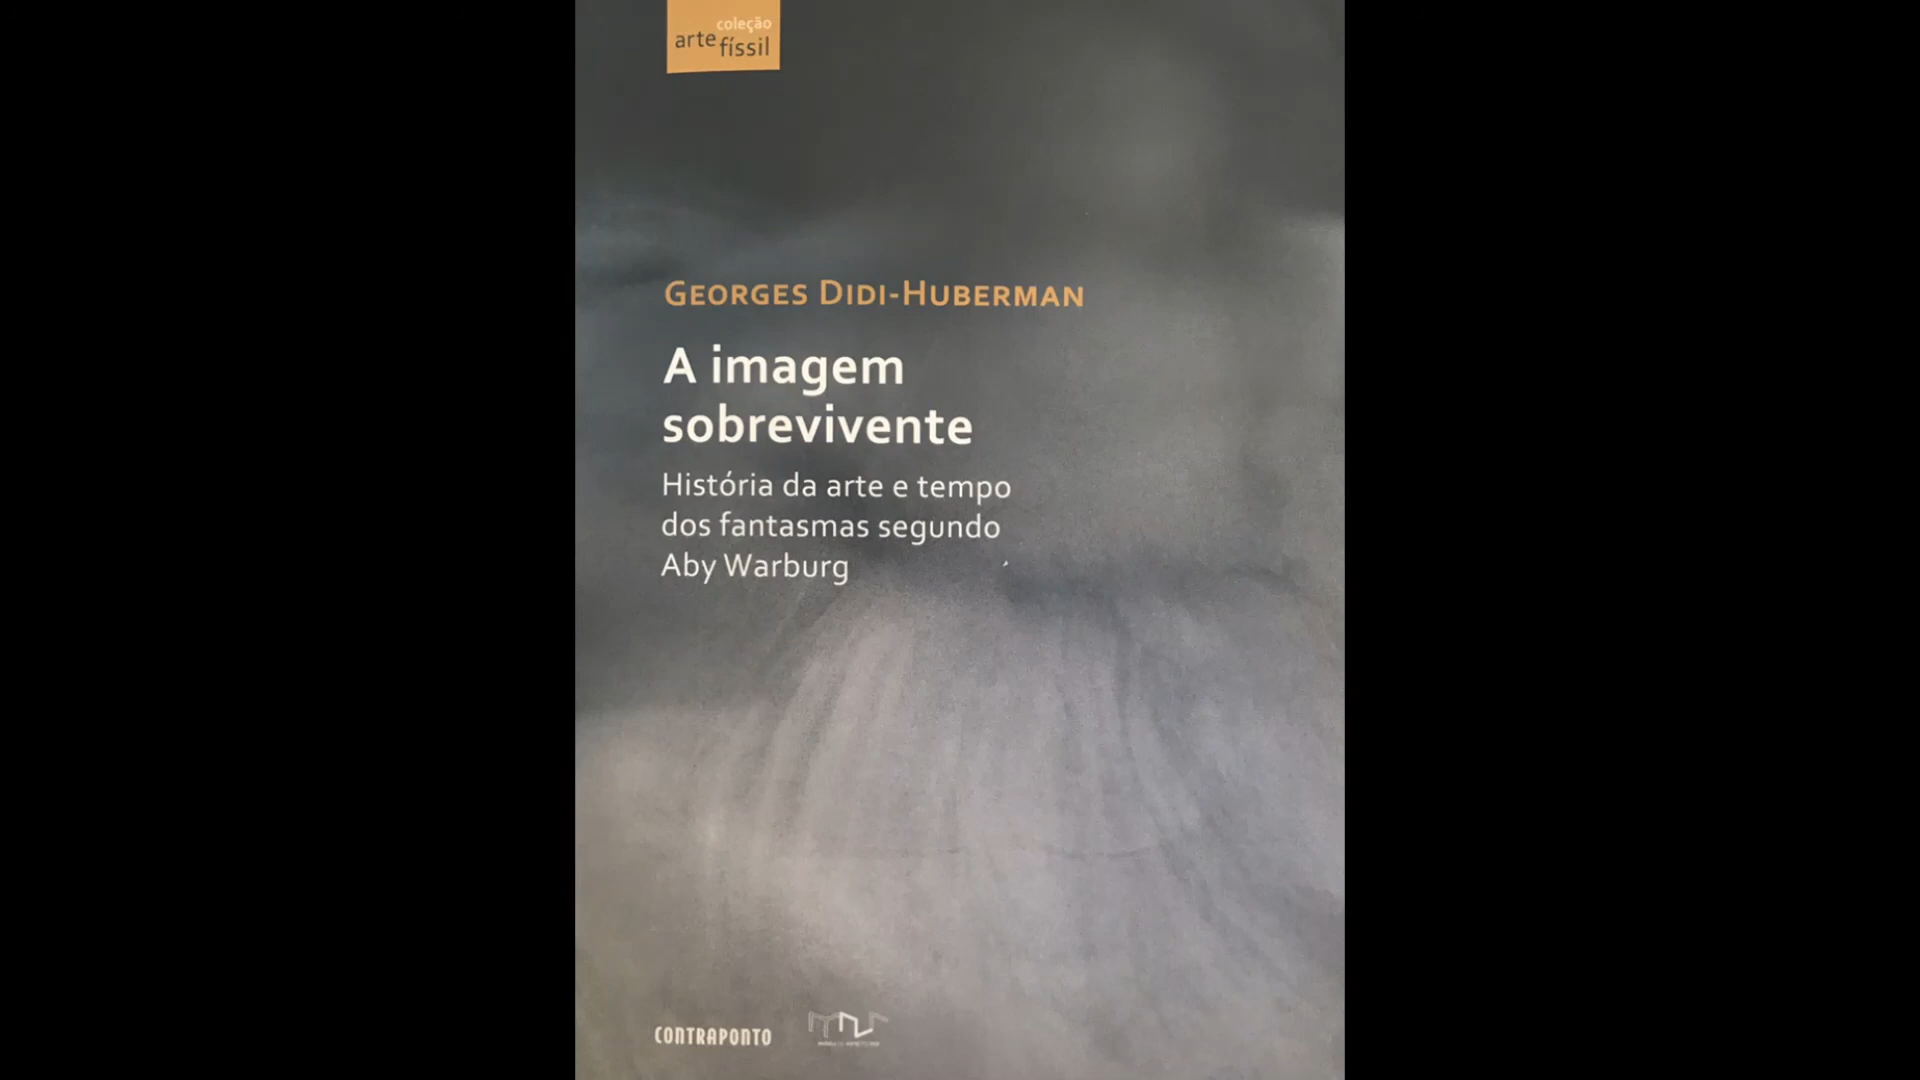 coleção
arte físsil
GEORGES DIDI-HUBERMAN
A imagem
sobrevivente
História da arte e tempo
dos fantasmas segundo
Aby Warburg
CONTRAPONTO